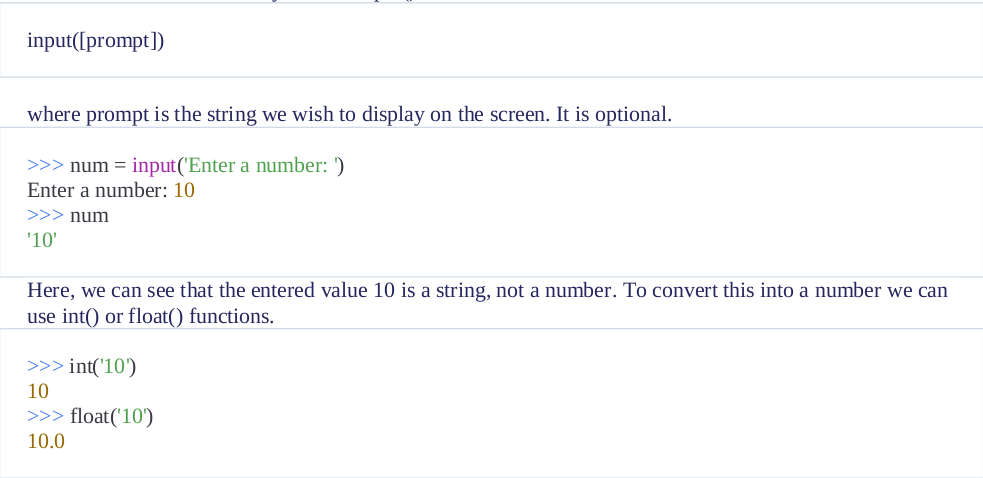 input([prompt])
where prompt is the string we wish to display on the screen. It is optional.
>>> num = input('Enter a number: ')
Enter a number: 10
>>> num
'10'
Here, we can see that the entered value 10 is a string, not a number. To convert this into a number we can
use int() or float() functions.
>>> int('10')
10
>>> float('10')
10.0